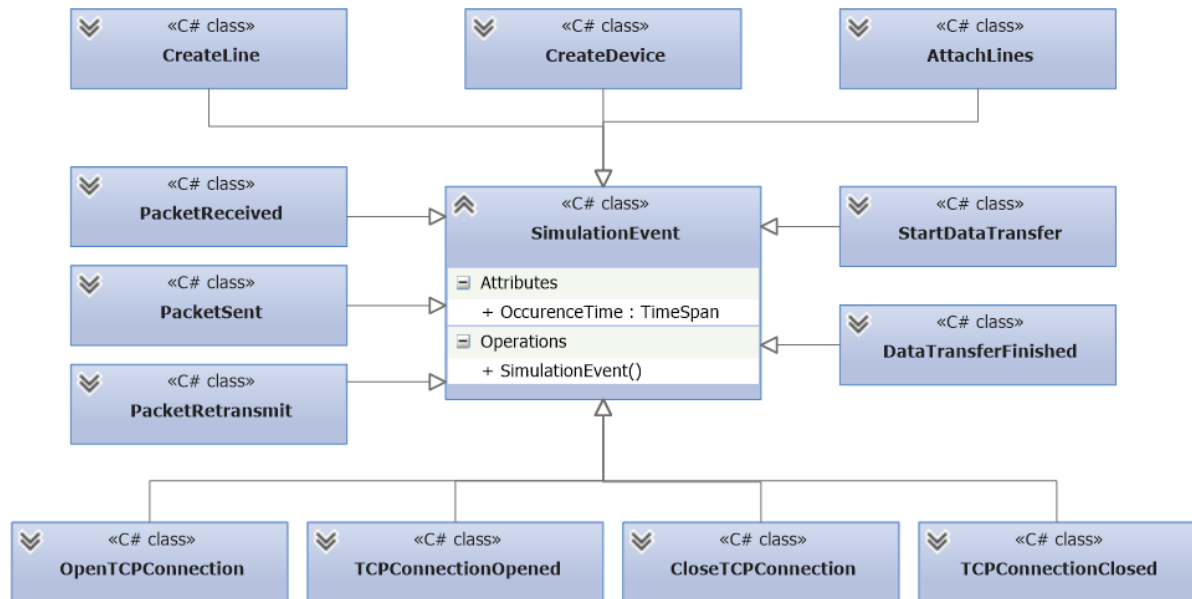 «C# class»
CreateLine
«C# class»
CreateDevice
«C# class»
AttachLines
«C# class»
PacketReceived
«C# class»
PacketSent
«C# class»
PacketRetransmit
«C# class»
SimulationEvent
Attributes
+ OccurenceTime : TimeSpan
Operations
+ SimulationEvent()
«C# class»
StartDataTransfer
«C# class»
DataTransferFinished
«C# class»
OpenTCPConnection
«C# class»
TCPConnectionOpened
«C# class»
CloseTCPConnection
«C# class»
TCPConnectionClosed